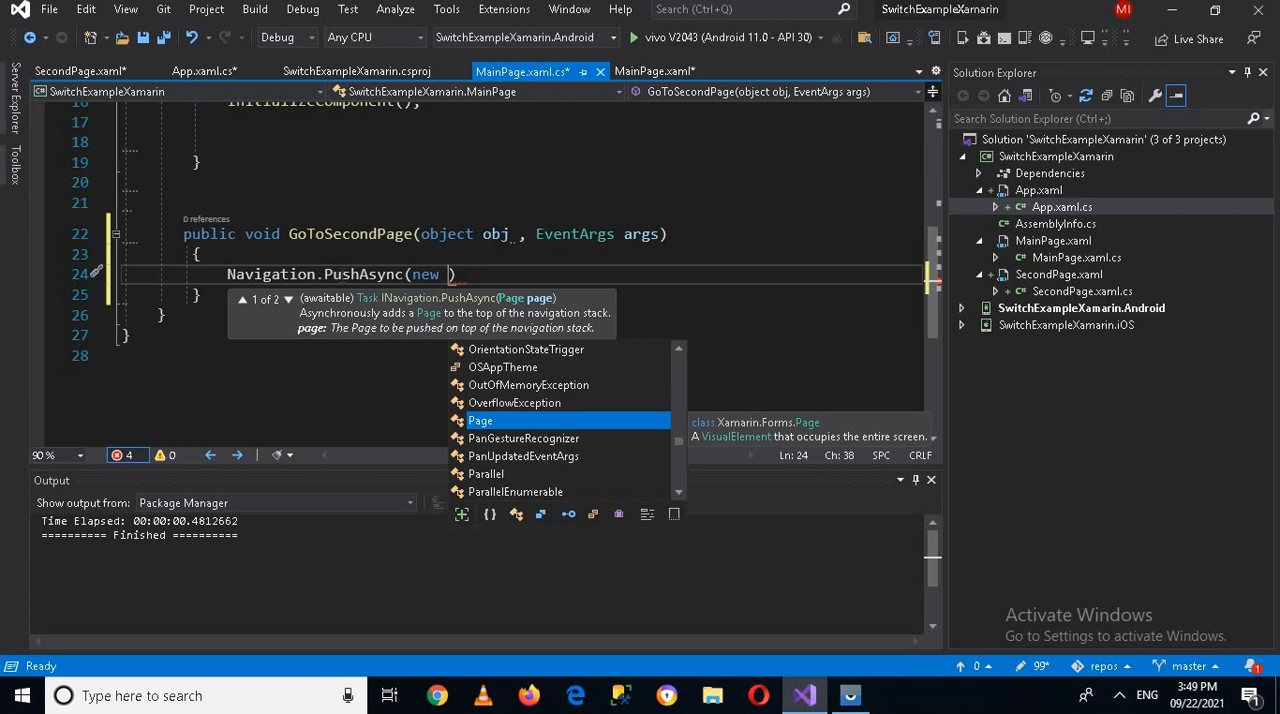 File Edit View Git Project Build Debug Test Analyze Tools Extensions Window Help Search (Ctrl+Q) SwitchExampleXamarin MI
Debug Any CPU SwitchExampleXamarin.Android vivo V2043 (Android 11.0 - API 30) Live Share
Server Explorer
Toolbox
SecondPage.xaml* App.xaml.cs* SwitchExampleXamarin.csproj MainPage.xaml.cs* MainPage.xaml*
SwitchExampleXamarin SwitchExampleXamarin.MainPage GoToSecondPage(object obj, EventArgs args)
16 InitializeComponent();
17
18
19 }
20
21
0 references
22 public void GoToSecondPage(object obj , EventArgs args)
23 {
24 Navigation.PushAsync(new )
25 }
26 }
27 }
28
1 of 2 (awaitable) Task INavigation.PushAsync(Page page)
Asynchronously adds a Page to the top of the navigation stack.
page: The Page to be pushed on top of the navigation stack.
OrientationStateTrigger
OSAppTheme
OutOfMemoryException
OverflowException
Page
PanGestureRecognizer
PanUpdatedEventArgs
Parallel
ParallelEnumerable
class Xamarin.Forms.Page
A VisualElement that occupies the entire screen.
90 % 4 0 Ln: 24 Ch: 38 SPC CRLF
Output
Show output from: Package Manager
Time Elapsed: 00:00:00.4812662
========== Finished ==========
Solution Explorer
Search Solution Explorer (Ctrl+;)
Solution 'SwitchExampleXamarin' (3 of 3 projects)
SwitchExampleXamarin
Dependencies
App.xaml
App.xaml.cs
AssemblyInfo.cs
MainPage.xaml
MainPage.xaml.cs
SecondPage.xaml
SecondPage.xaml.cs
SwitchExampleXamarin.Android
SwitchExampleXamarin.iOS
Activate Windows
Go to Settings to activate Windows.
Ready 0 99* repos master 1
Type here to search ENG 3:49 PM
09/22/2021 1